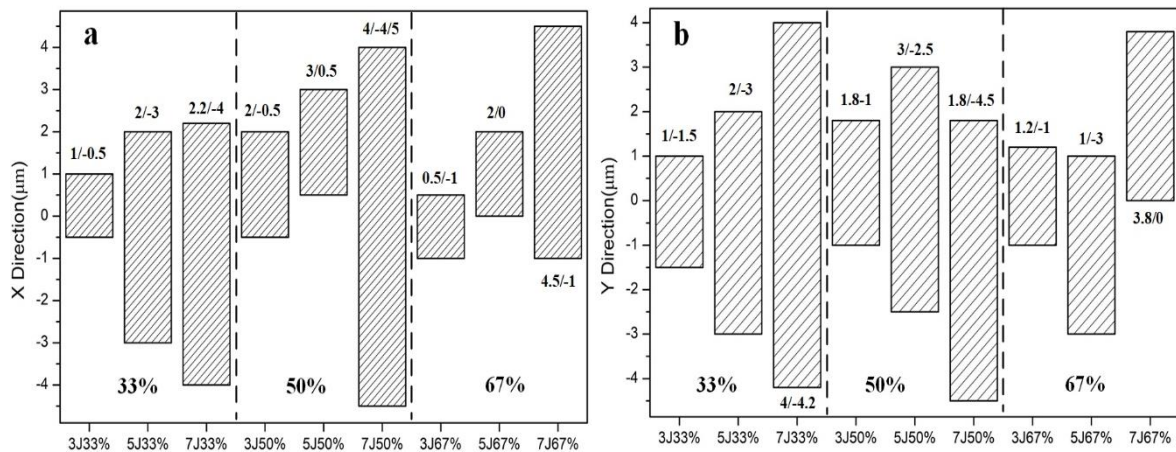 a
X Direction(μm)
4
3
2
1
0
-1
-2
-3
-4
1/-0.5
2/-3
2.2/-4
2/-0.5
3/0.5
4/-4/5
0.5/-1
2/0
4.5/-1
33%
50%
67%
3J33%
5J33%
7J33%
3J50%
5J50%
7J50%
3J67%
5J67%
7J67%
b
Y Direction(μm)
4
3
2
1
0
-1
-2
-3
-4
1/-1.5
2/-3
4/-4.2
1.8-1
3/-2.5
1.8/-4.5
1.2/-1
1/-3
3.8/0
33%
50%
67%
3J33%
5J33%
7J33%
3J50%
5J50%
7J50%
3J67%
5J67%
7J67%